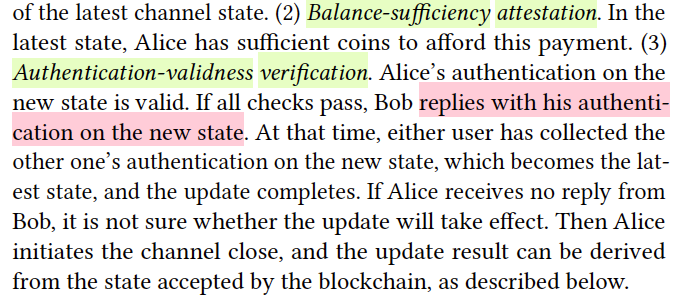 of the latest channel state. (2) Balance-sufficiency attestation. In the
latest state, Alice has sufficient coins to afford this payment. (3)
Authentication-validness verification. Alice's authentication on the
new state is valid. If all checks pass, Bob replies with his authenti-
cation on the new state. At that time, either user has collected the
other one's authentication on the new state, which becomes the lat-
est state, and the update completes. If Alice receives no reply from
Bob, it is not sure whether the update will take effect. Then Alice
initiates the channel close, and the update result can be derived
from the state accepted by the blockchain, as described below.